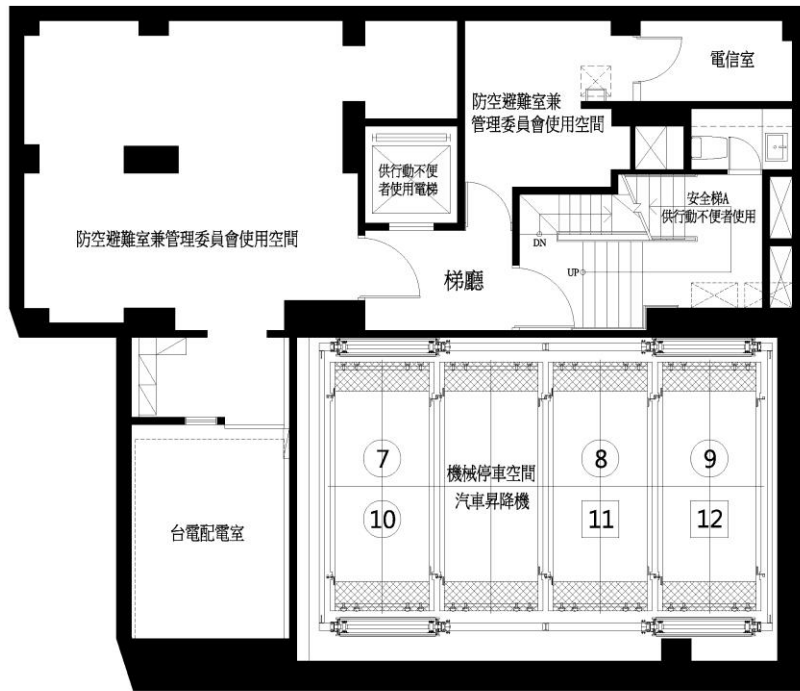 電信室
防空避難室兼
管理委員會使用空間
供行動不便
者使用電梯
安全梯A
供行動不便者使用
防空避難室兼管理委員會使用空間
DN
梯廳
UP
7
8
9
機械停車空間
汽車昇降機
10
11
12
台電配電室